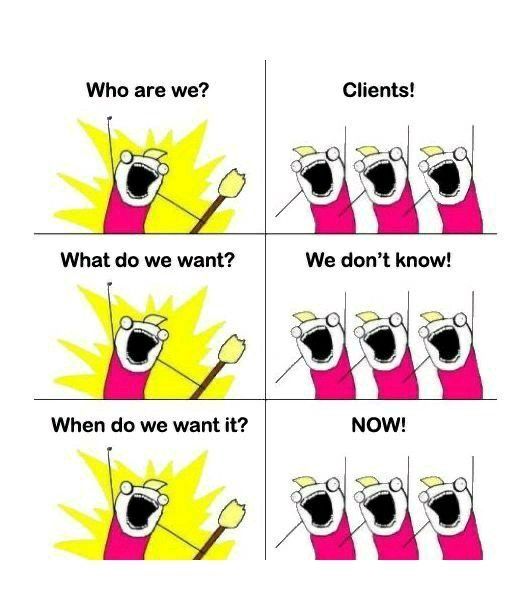 Who are we?
Clients!
What do we want?
We don't know!
When do we want it?
NOW!